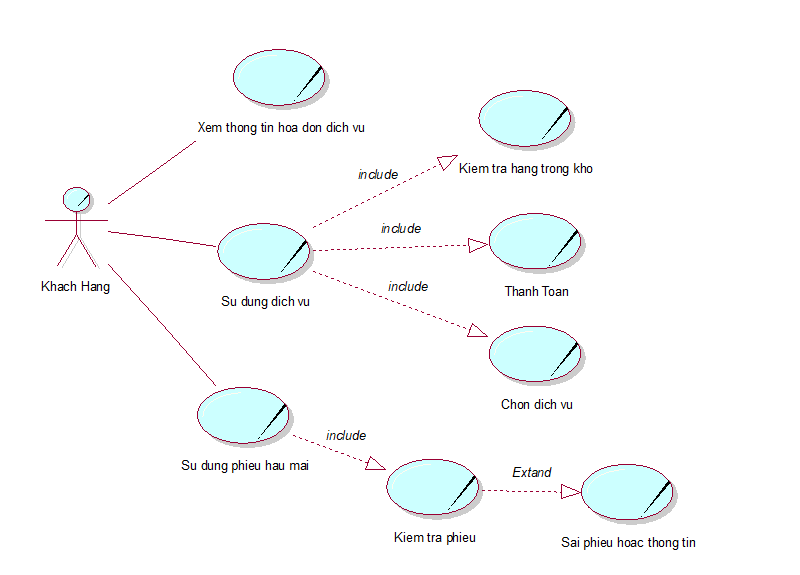 Xem thong tin hoa don dich vu
Kiem tra hang trong kho
include
include
Khach Hang
Su dung dich vu
include
Thanh Toan
Chon dich vu
Su dung phieu hau mai
include
Extand
Kiem tra phieu
Sai phieu hoac thong tin